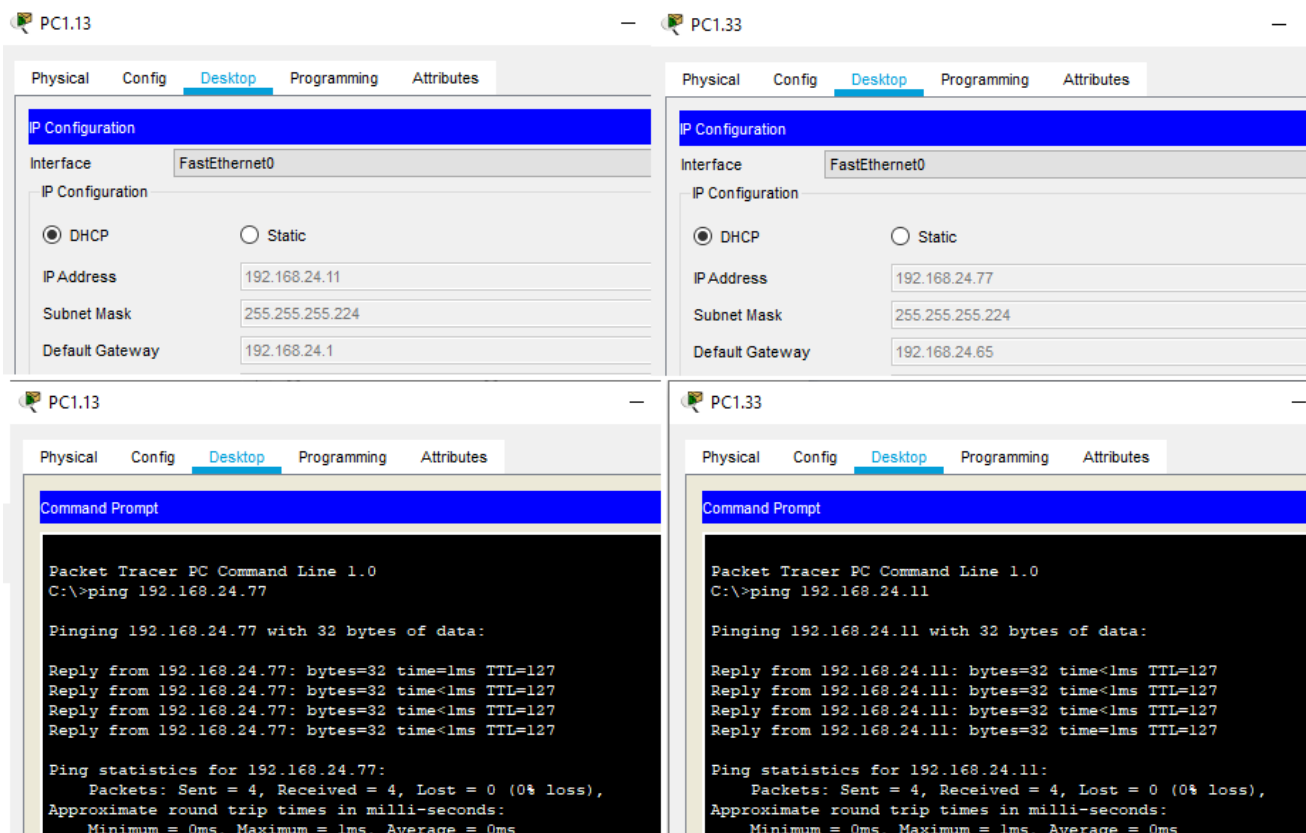 PC1.13
Physical Config Desktop Programming Attributes
IP Configuration
Interface FastEthernet0
IP Configuration
DHCP Static
IP Address 192.168.24.11
Subnet Mask 255.255.255.224
Default Gateway 192.168.24.1
PC1.33
Physical Config Desktop Programming Attributes
IP Configuration
Interface FastEthernet0
IP Configuration
DHCP Static
IP Address 192.168.24.77
Subnet Mask 255.255.255.224
Default Gateway 192.168.24.65
PC1.13
Physical Config Desktop Programming Attributes
Command Prompt
Packet Tracer PC Command Line 1.0
C:\>ping 192.168.24.77
Pinging 192.168.24.77 with 32 bytes of data:
Reply from 192.168.24.77: bytes=32 time=1ms TTL=127
Reply from 192.168.24.77: bytes=32 time<1ms TTL=127
Reply from 192.168.24.77: bytes=32 time<1ms TTL=127
Reply from 192.168.24.77: bytes=32 time<1ms TTL=127
Ping statistics for 192.168.24.77:
Packets: Sent = 4, Received = 4, Lost = 0 (0% loss),
Approximate round trip times in milli-seconds:
Minimum = 0ms, Maximum = 1ms, Average = 0ms
PC1.33
Physical Config Desktop Programming Attributes
Command Prompt
Packet Tracer PC Command Line 1.0
C:\>ping 192.168.24.11
Pinging 192.168.24.11 with 32 bytes of data:
Reply from 192.168.24.11: bytes=32 time<1ms TTL=127
Reply from 192.168.24.11: bytes=32 time<1ms TTL=127
Reply from 192.168.24.11: bytes=32 time<1ms TTL=127
Reply from 192.168.24.11: bytes=32 time=1ms TTL=127
Ping statistics for 192.168.24.11:
Packets: Sent = 4, Received = 4, Lost = 0 (0% loss),
Approximate round trip times in milli-seconds:
Minimum = 0ms, Maximum = 1ms, Average = 0ms